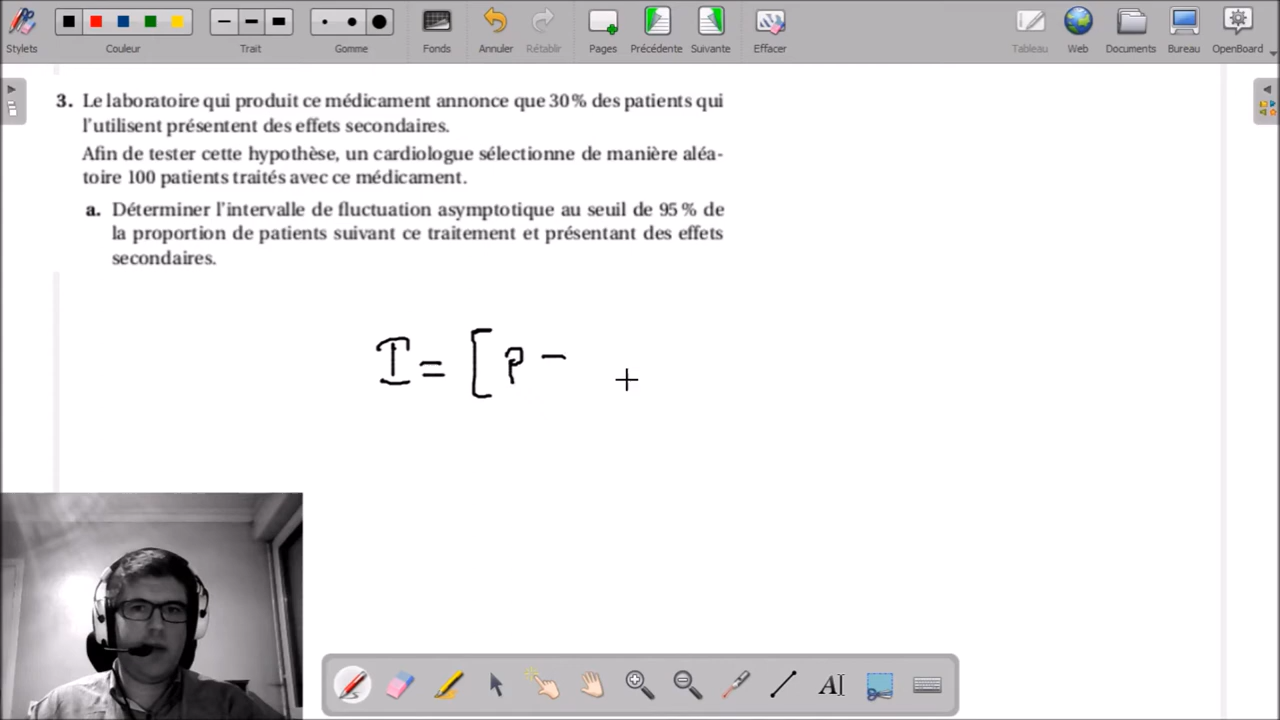 Stylets Couleur Trait Gomme Fonds Annuler Rétablir Pages Précédente Suivante Effacer Tableau Web Documents Bureau OpenBoard
3. Le laboratoire qui produit ce médicament annonce que 30% des patients qui
l'utilisent présentent des effets secondaires.
Afin de tester cette hypothèse, un cardiologue sélectionne de manière aléa-
toire 100 patients traités avec ce médicament.
a. Déterminer l'intervalle de fluctuation asymptotique au seuil de 95% de
la proportion de patients suivant ce traitement et présentant des effets
secondaires.
I = [ p -
AI